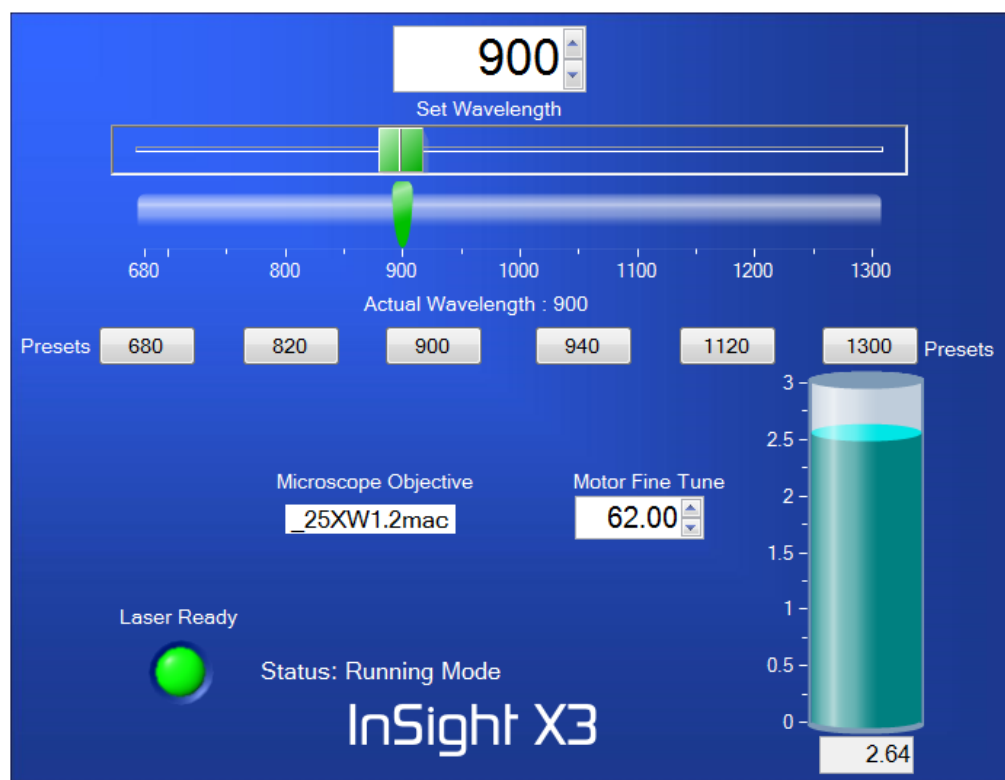 900
Set Wavelength
680 800 900 1000 1100 1200 1300
Actual Wavelength : 900
Presets 680 820 900 940 1120 1300 Presets
3
2.5
2
1.5
1
0.5
0
2.64
Microscope Objective
_25XW1.2mac
Motor Fine Tune
62.00
Laser Ready
Status: Running Mode
InSight X3